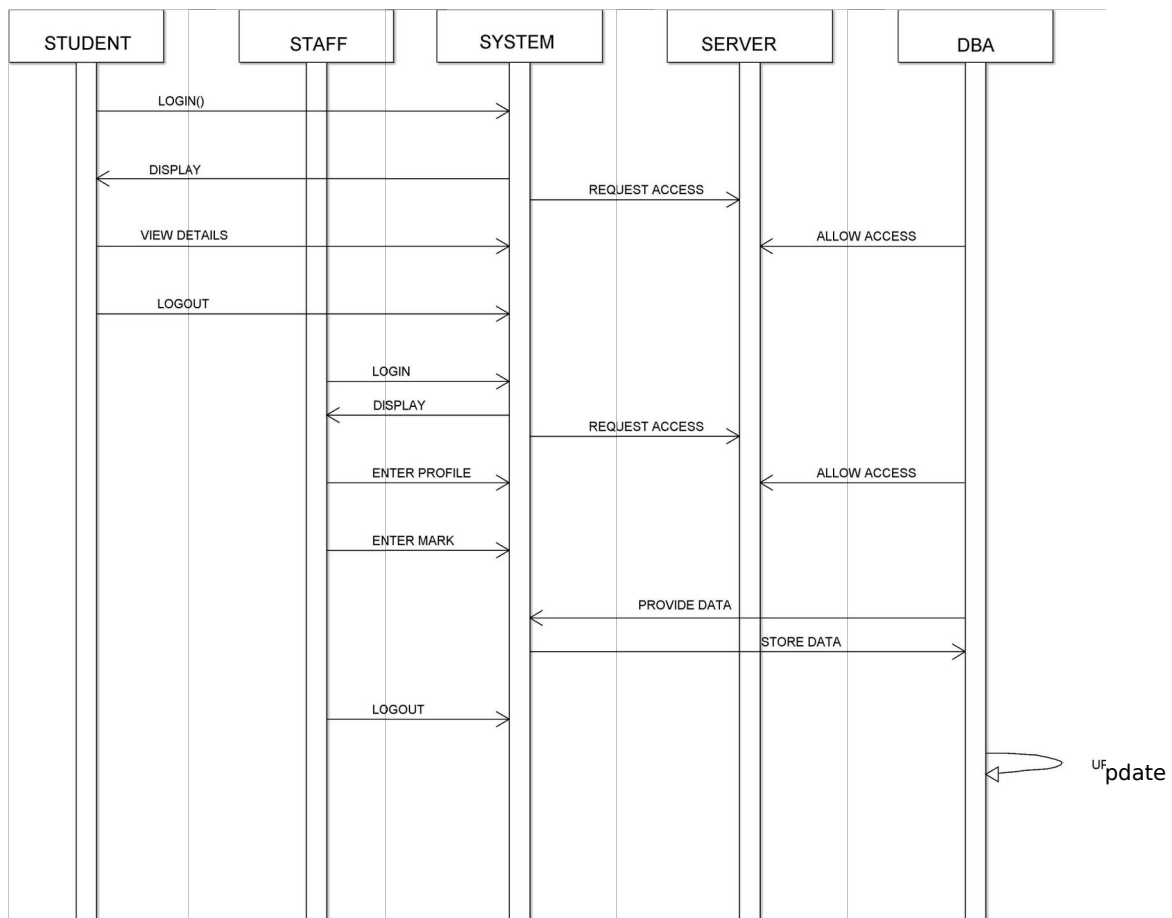 STUDENT
STAFF
SYSTEM
SERVER
DBA
LOGIN()
DISPLAY
REQUEST ACCESS
VIEW DETAILS
ALLOW ACCESS
LOGOUT
LOGIN
DISPLAY
REQUEST ACCESS
ENTER PROFILE
ALLOW ACCESS
ENTER MARK
PROVIDE DATA
STORE DATA
LOGOUT
UPpdate